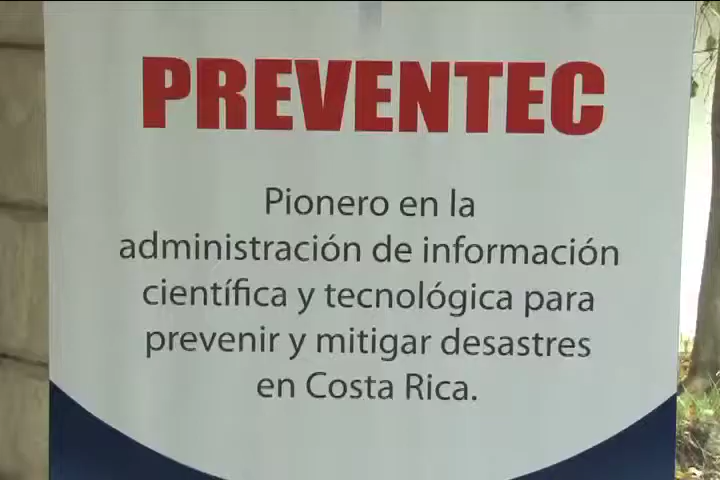 PREVENTEC
Pionero en la
administración de información
científica y tecnológica para
prevenir y mitigar desastres
en Costa Rica.